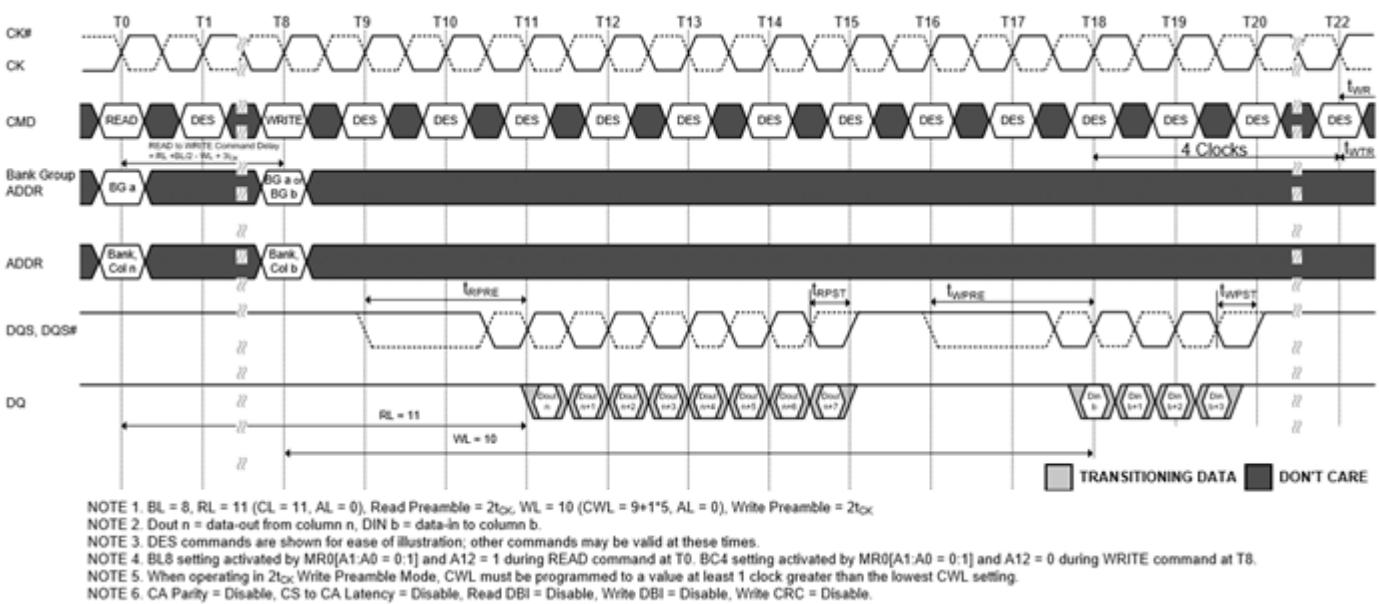 T0 T1 T8 T9 T10 T11 T12 T13 T14 T15 T16 T17 T18 T19 T20 T22
CK#
CK
tWR
CMD READ DES WRITE DES DES DES DES DES DES DES DES DES DES DES DES DES
READ to WRITE Command Delay
= RL +BL/2 - WL + 3tCK
4 Clocks
tWTR
Bank Group
ADDR
BG a
BG a or
BG b
ADDR
Bank,
Col n
Bank,
Col b
tRPRE tRPST tWPRE tWPST
DQS, DQS#
DQ
Dout
n
Dout
n+1
Dout
n+2
Dout
n+3
Dout
n+4
Dout
n+5
Dout
n+6
Dout
n+7
Din
b
Din
b+1
Din
b+2
Din
b+3
RL = 11
WL = 10
TRANSITIONING DATA DON'T CARE
NOTE 1. BL = 8, RL = 11 (CL = 11, AL = 0), Read Preamble = 2tCK, WL = 10 (CWL = 9+1*5, AL = 0), Write Preamble = 2tCK
NOTE 2. Dout n = data-out from column n, DIN b = data-in to column b.
NOTE 3. DES commands are shown for ease of illustration; other commands may be valid at these times.
NOTE 4. BL8 setting activated by MR0[A1:A0 = 0:1] and A12 = 1 during READ command at T0. BC4 setting activated by MR0[A1:A0 = 0:1] and A12 = 0 during WRITE command at T8.
NOTE 5. When operating in 2tCK Write Preamble Mode, CWL must be programmed to a value at least 1 clock greater than the lowest CWL setting.
NOTE 6. CA Parity = Disable, CS to CA Latency = Disable, Read DBI = Disable, Write DBI = Disable, Write CRC = Disable.